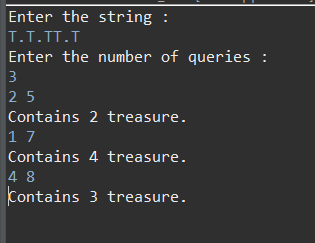 Enter the string :
T.T.TT.T
Enter the number of queries :
3
2 5
Contains 2 treasure.
1 7
Contains 4 treasure.
4 8
Contains 3 treasure.